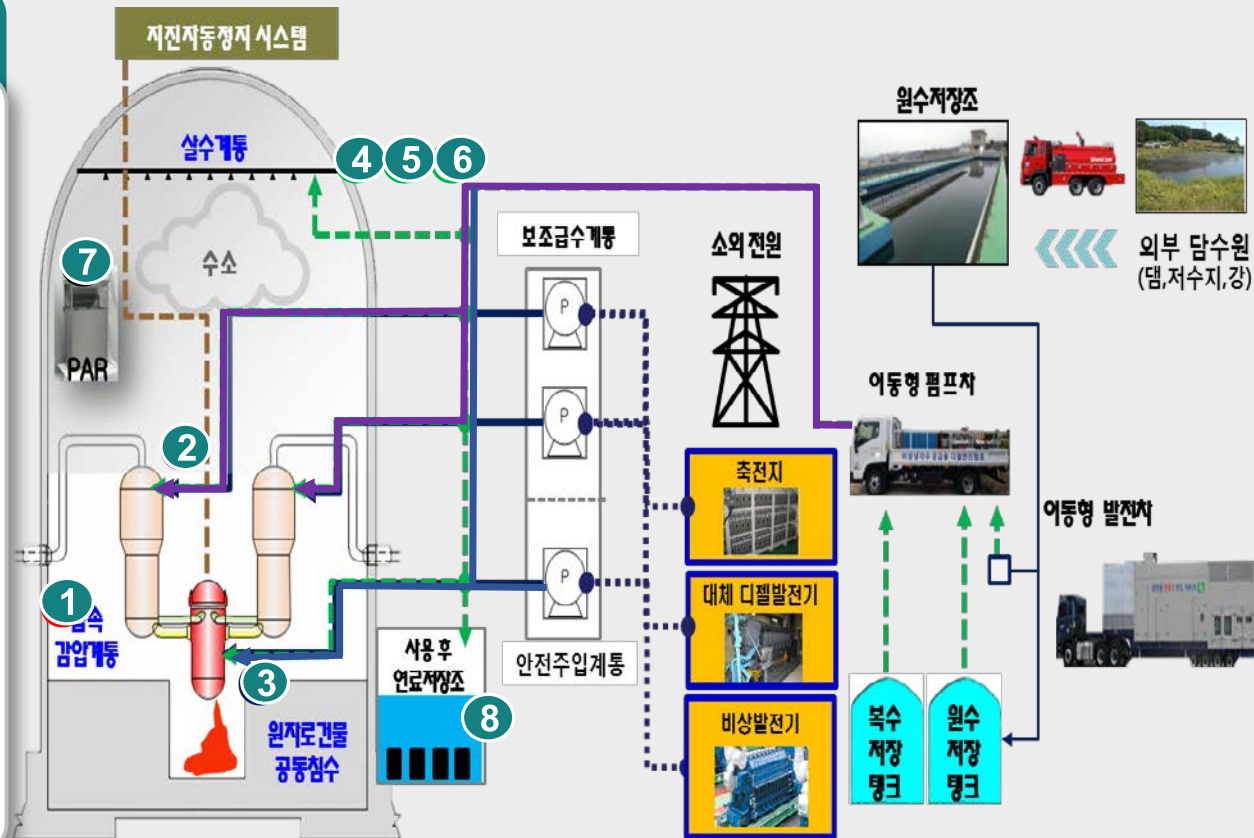 지진자동정지 시스템
살수계통
4 5 6
7
수소
PAR
2
1
감압계통
3
원자로건물
공동침수
사용 후
연료저장조
8
보조급수계통
P
P
P
안전주입계통
소외 전원
축전지
대체 디젤발전기
비상발전기
원수저장조
외부 담수원
(댐,저수지,강)
이동형 펌프차
이동형 발전차
복수
저장
탱크
원수
저장
탱크